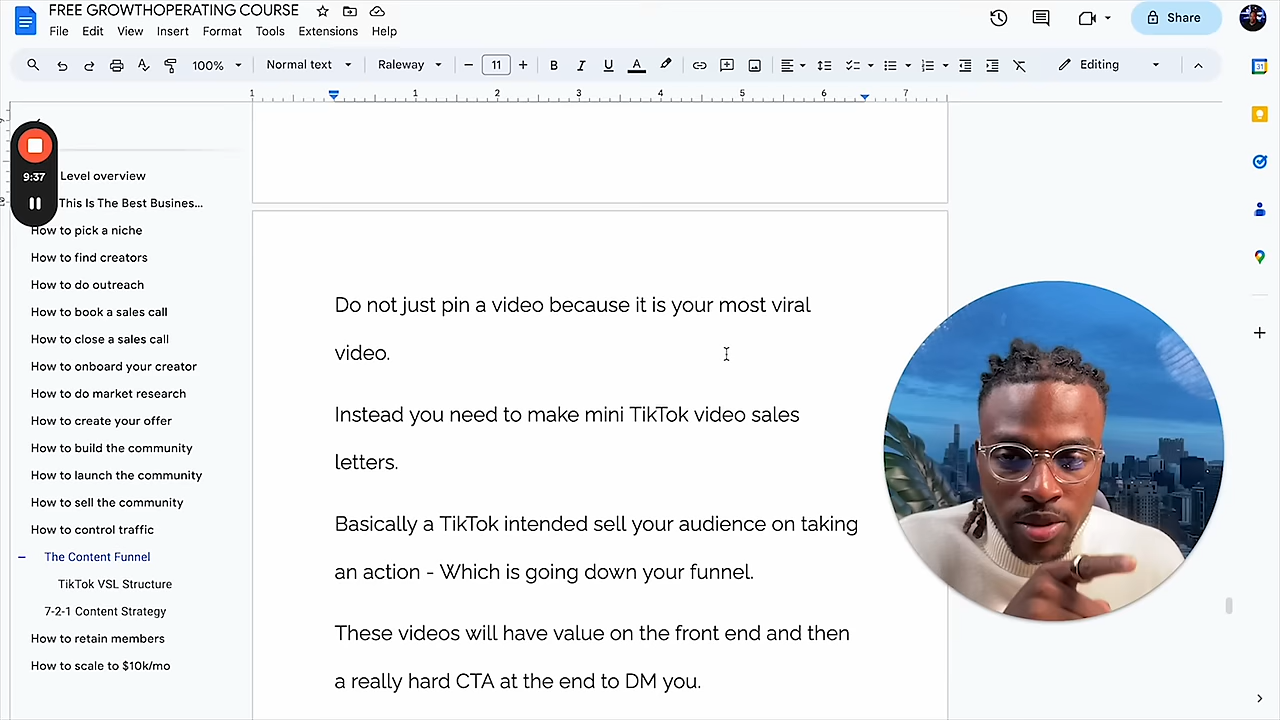 FREE GROWTHOPERATING COURSE
File Edit View Insert Format Tools Extensions Help
Share
100% Normal text Raleway 11 B I U A Editing
1 1 2 3 4 5 6 7
9:37
Level overview
This Is The Best Busines...
How to pick a niche
How to find creators
How to do outreach
How to book a sales call
How to close a sales call
How to onboard your creator
How to do market research
How to create your offer
How to build the community
How to launch the community
How to sell the community
How to control traffic
The Content Funnel
TikTok VSL Structure
7-2-1 Content Strategy
How to retain members
How to scale to $10k/mo
Do not just pin a video because it is your most viral
video.
Instead you need to make mini TikTok video sales
letters.
Basically a TikTok intended sell your audience on taking
an action - Which is going down your funnel.
These videos will have value on the front end and then
a really hard CTA at the end to DM you.